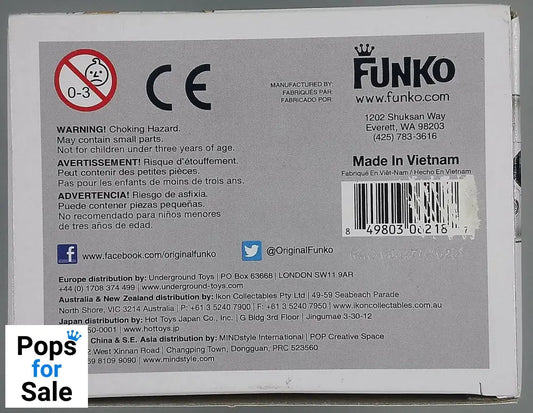 0-3
CE
MANUFACTURED BY:
FABRIQUÉS PAR:
FABRICADO POR:
FUNKO
www.funko.com
1202 Shuksan Way
Everett, WA 98203
(425) 783-3616
WARNING! Choking Hazard.
May contain small parts.
Not for children under three years of age.
AVERTISSEMENT! Risque d'étouffement.
Peut contenir des petites pièces.
Pas pour les enfants de moins de trois ans.
ADVERTENCIA! Riesgo de asfixia.
Puede contener piezas pequeñas.
No recomendado para niños menores
de tres años de edad.
Made In Vietnam
Fabriqué En Việt-Nam / Hecho En Vietnam
8 49803 06218 7
www.facebook.com/originalfunko
@OriginalFunko
Europe distribution by: Underground Toys | PO Box 63668 | LONDON SW11 9AR
+44 (0) 1708 374 499 | www.underground-toys.com
Australia & New Zealand distribution by: Ikon Collectables Pty Ltd | 49-59 Seabeach Parade
North Shore, VIC 3214 Australia | P: +61 3 5240 7900 | F: +61 3 5240 7950 | www.ikoncollectables.com.au
Japan distribution by: Hot Toys Japan Co., Inc. | G Bldg 3rd Floor | Jingumae 3-30-12
-50-0001 | www.hottoys.jp
China & S.E. Asia distribution by: MINDstyle International | POP Creative Space
2 West Xinnan Road | Changping Town, Dongguan, PRC 523560
69 8109 9090 | www.mindstyle.com
Pops
for
Sale